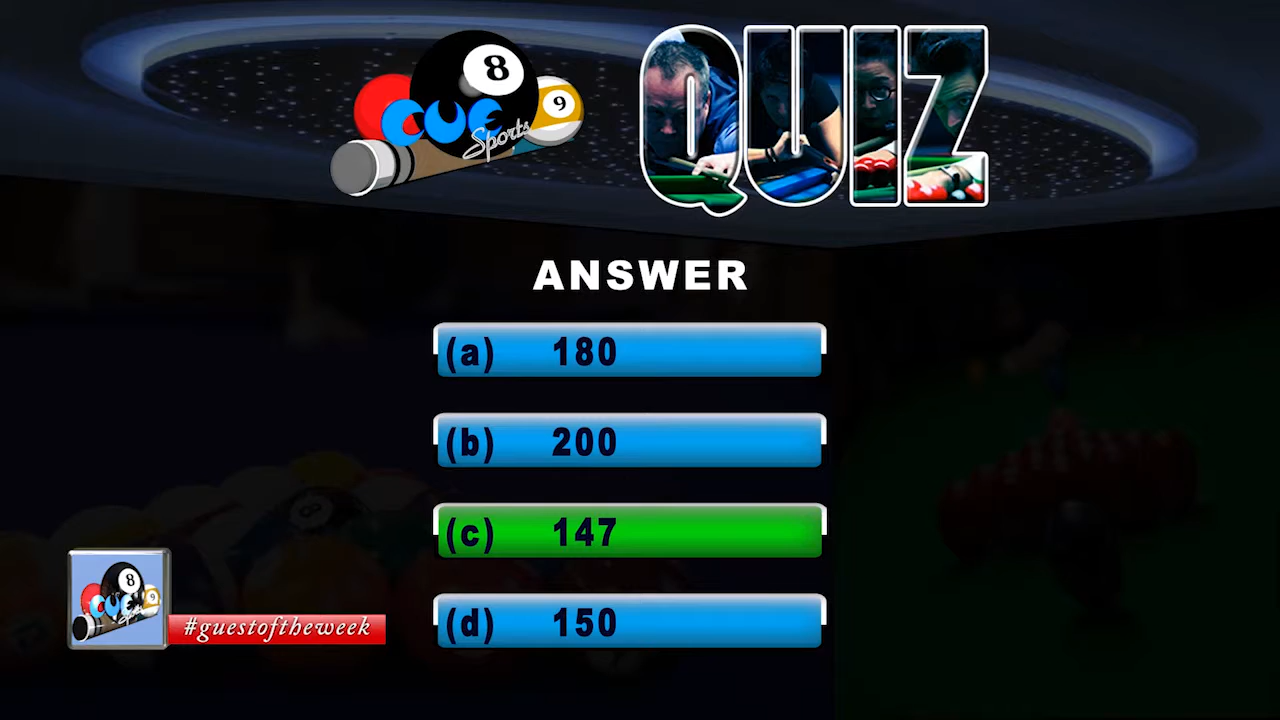 8
9
CUE
Sports
QUIZ
ANSWER
(a) 180
(b) 200
(c) 147
(d) 150
8
9
CUE
#guestoftheweek